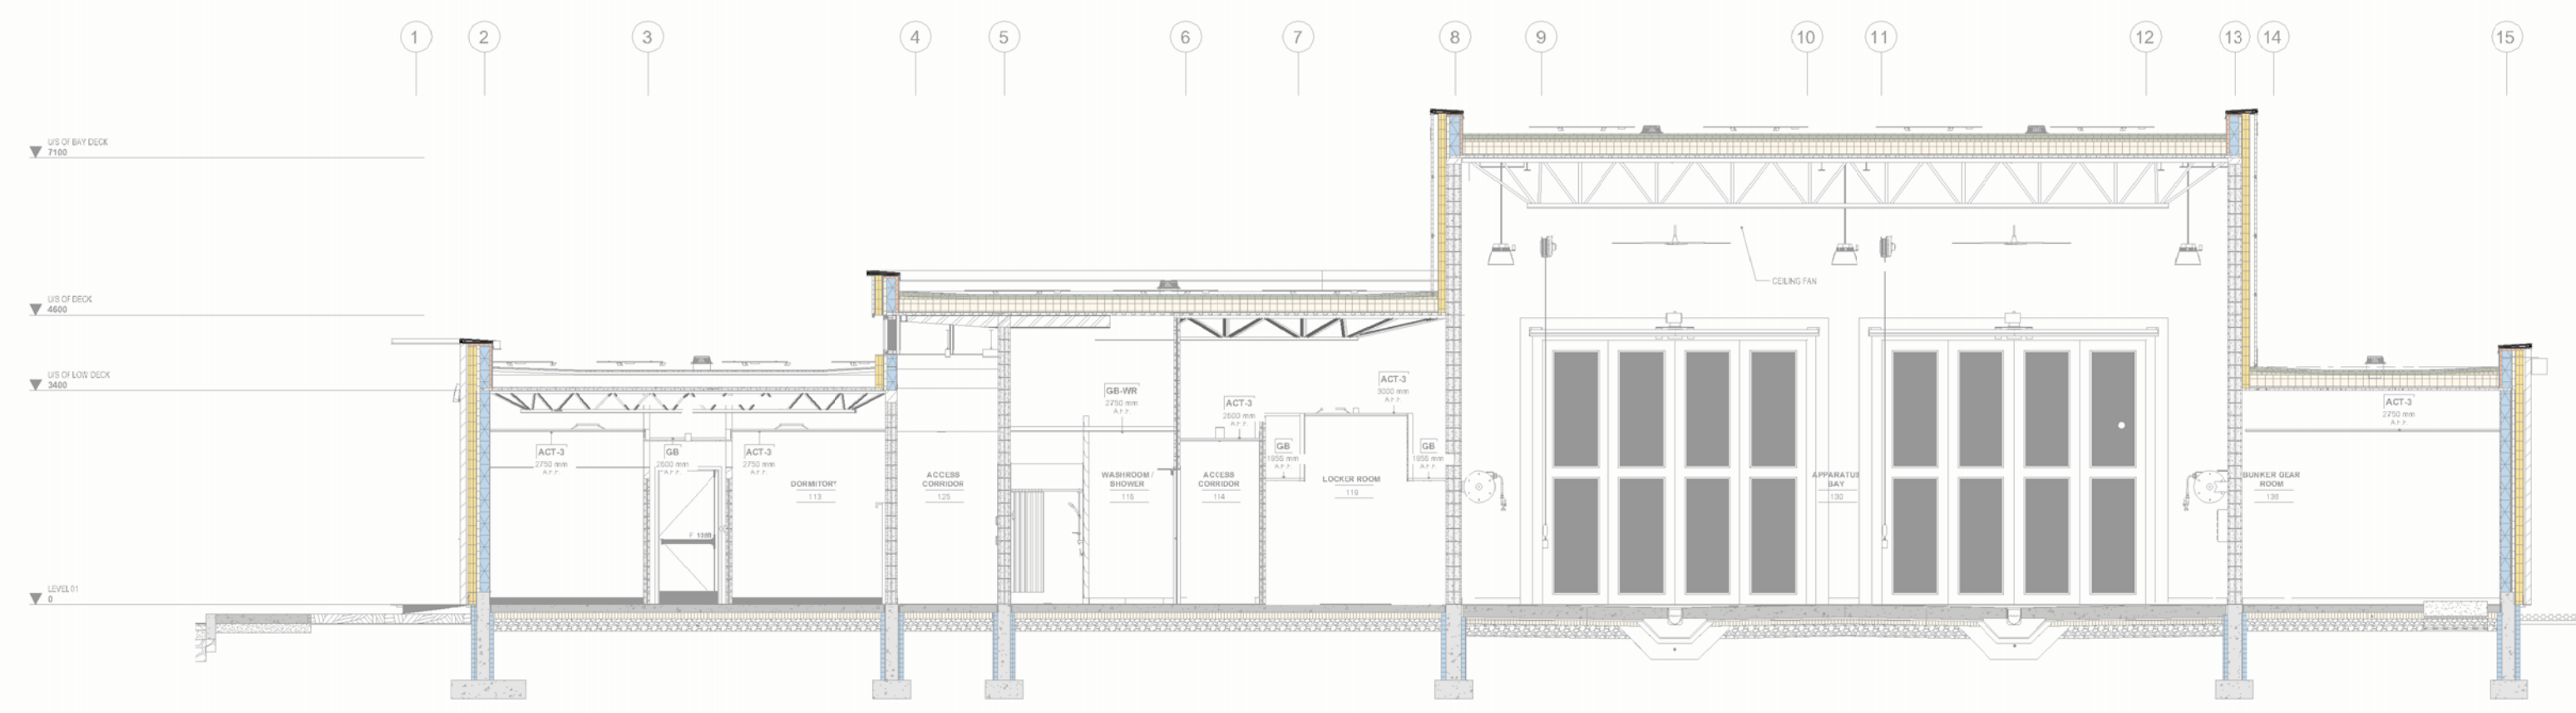 1 2 3 4 5 6 7 8 9 10 11 12 13 14 15
U/S OF BAY DECK
7100
U/S OF DECK
4600
U/S OF LOW DECK
3400
LEVEL 01
0
ACT-3
2750 mm
A.F.F.
GB
2600 mm
A.F.F.
ACT-3
2750 mm
A.F.F.
DORMITORY
113
ACCESS
CORRIDOR
125
GB-WR
2750 mm
A.F.F.
WASHROOM /
SHOWER
116
ACT-3
2600 mm
A.F.F.
ACCESS
CORRIDOR
114
GB
1956 mm
A.F.F.
ACT-3
3000 mm
A.F.F.
GB
1956 mm
A.F.F.
LOCKER ROOM
CEILING FAN
APPARATUS
BAY
130
BUNKER GEAR
ROOM
138
ACT-3
2750 mm
A.F.F.